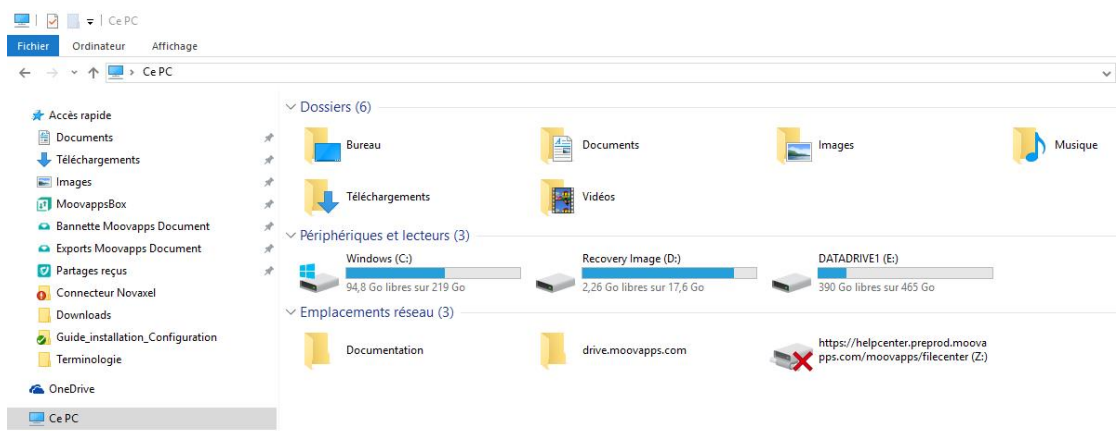 Ce PC
Fichier Ordinateur Affichage
Ce PC
Accès rapide
Documents
Téléchargements
Images
MoovappsBox
Bannette Moovapps Document
Exports Moovapps Document
Partages reçus
Connecteur Novaxel
Downloads
Guide_installation_Configuration
Terminologie
OneDrive
Ce PC
Dossiers (6)
Bureau
Documents
Images
Musique
Téléchargements
Vidéos
Périphériques et lecteurs (3)
Windows (C:)
94,8 Go libres sur 219 Go
Recovery Image (D:)
2,26 Go libres sur 17,6 Go
DATADRIVE1 (E:)
390 Go libres sur 465 Go
Emplacements réseau (3)
Documentation
drive.moovapps.com
https://helpcenter.preprod.moova
pps.com/moovapps/filecenter (Z:)